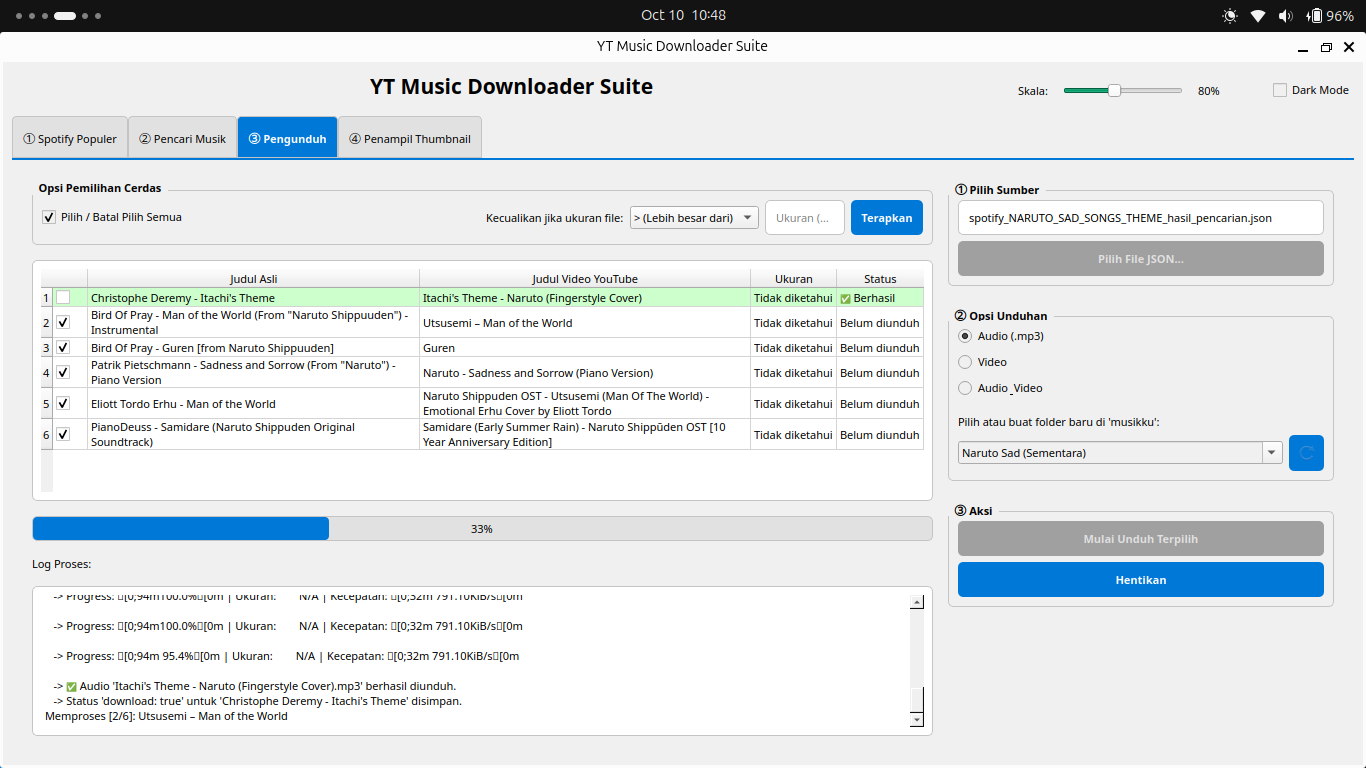 Oct 10 10:48
96%
YT Music Downloader Suite
YT Music Downloader Suite
Skala:
80%
Dark Mode
① Spotify Populer
② Pencari Musik
③ Pengunduh
④ Penampil Thumbnail
Opsi Pemilihan Cerdas
Pilih / Batal Pilih Semua
Kecualikan jika ukuran file:
> (Lebih besar dari)
Ukuran (...
Terapkan
Judul Asli
Judul Video YouTube
Ukuran
Status
1
Christophe Deremy - Itachi's Theme
Itachi's Theme - Naruto (Fingerstyle Cover)
Tidak diketahui
✅ Berhasil
2
Bird Of Pray - Man of the World (From "Naruto Shippuuden") -
Instrumental
Utsusemi – Man of the World
Tidak diketahui
Belum diunduh
3
Bird Of Pray - Guren [from Naruto Shippuuden]
Guren
Tidak diketahui
Belum diunduh
4
Patrik Pietschmann - Sadness and Sorrow (From "Naruto") -
Piano Version
Naruto - Sadness and Sorrow (Piano Version)
Tidak diketahui
Belum diunduh
5
Eliott Tordo Erhu - Man of the World
Naruto Shippuden OST - Utsusemi (Man Of The World) -
Emotional Erhu Cover by Eliott Tordo
Tidak diketahui
Belum diunduh
6
PianoDeuss - Samidare (Naruto Shippuden Original
Soundtrack)
Samidare (Early Summer Rain) - Naruto Shippūden OST [10
Year Anniversary Edition]
Tidak diketahui
Belum diunduh
33%
Log Proses:
-> Progress: [0;94m100.0%[0m | Ukuran: N/A | Kecepatan: [0;32m 791.10KiB/s[0m
-> Progress: [0;94m100.0%[0m | Ukuran: N/A | Kecepatan: [0;32m 791.10KiB/s[0m
-> Progress: [0;94m 95.4%[0m | Ukuran: N/A | Kecepatan: [0;32m 791.10KiB/s[0m
-> ✅ Audio 'Itachi's Theme - Naruto (Fingerstyle Cover).mp3' berhasil diunduh.
-> Status 'download: true' untuk 'Christophe Deremy - Itachi's Theme' disimpan.
Memproses [2/6]: Utsusemi – Man of the World
① Pilih Sumber
spotify_NARUTO_SAD_SONGS_THEME_hasil_pencarian.json
Pilih File JSON...
② Opsi Unduhan
Audio (.mp3)
Video
Audio_Video
Pilih atau buat folder baru di 'musikku':
Naruto Sad (Sementara)
③ Aksi
Mulai Unduh Terpilih
Hentikan